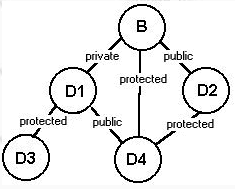 B
private
public
protected
D1
D2
protected
public
protected
D3
D4